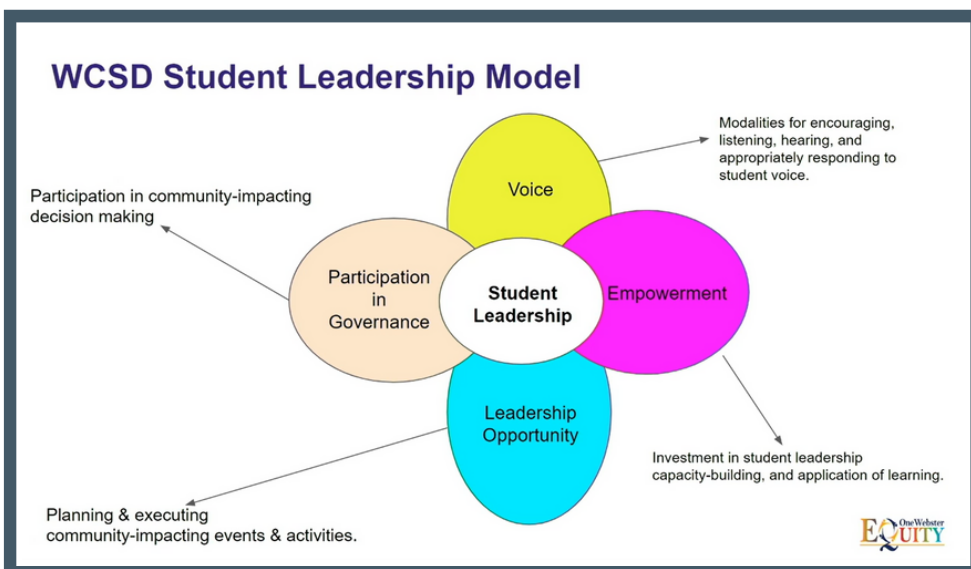 WCSD Student Leadership Model
Modalities for encouraging,
listening, hearing, and
appropriately responding to
student voice.
Voice
Participation in community-impacting
decision making
Participation
in
Governance
Student
Leadership
Empowerment
Leadership
Opportunity
Investment in student leadership
capacity-building, and application of learning.
Planning & executing
community-impacting events & activities.
One Webster
EQUITY